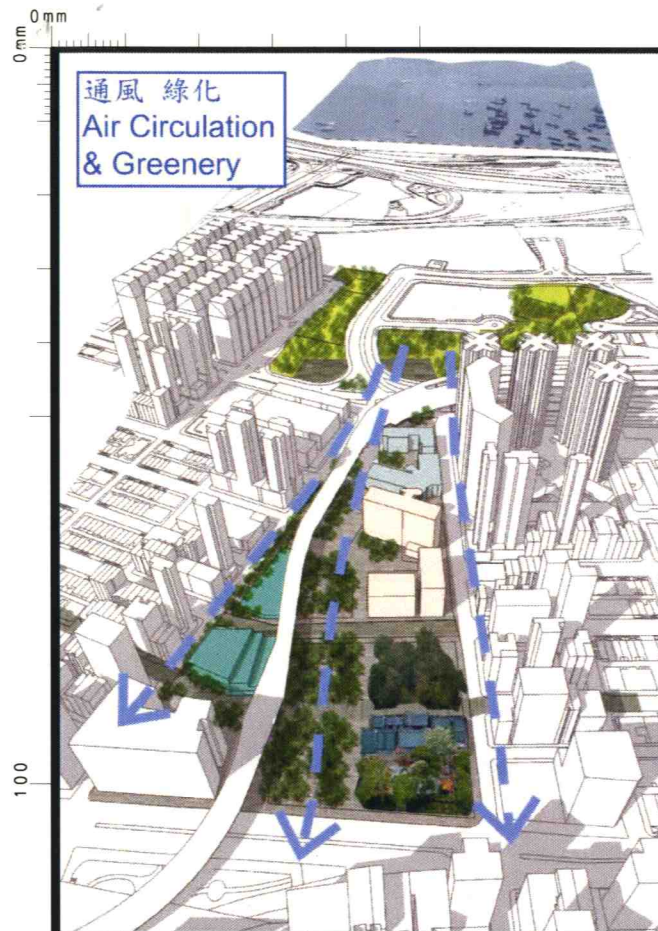 0mm
0mm
通風 綠化
Air Circulation
& Greenery
100